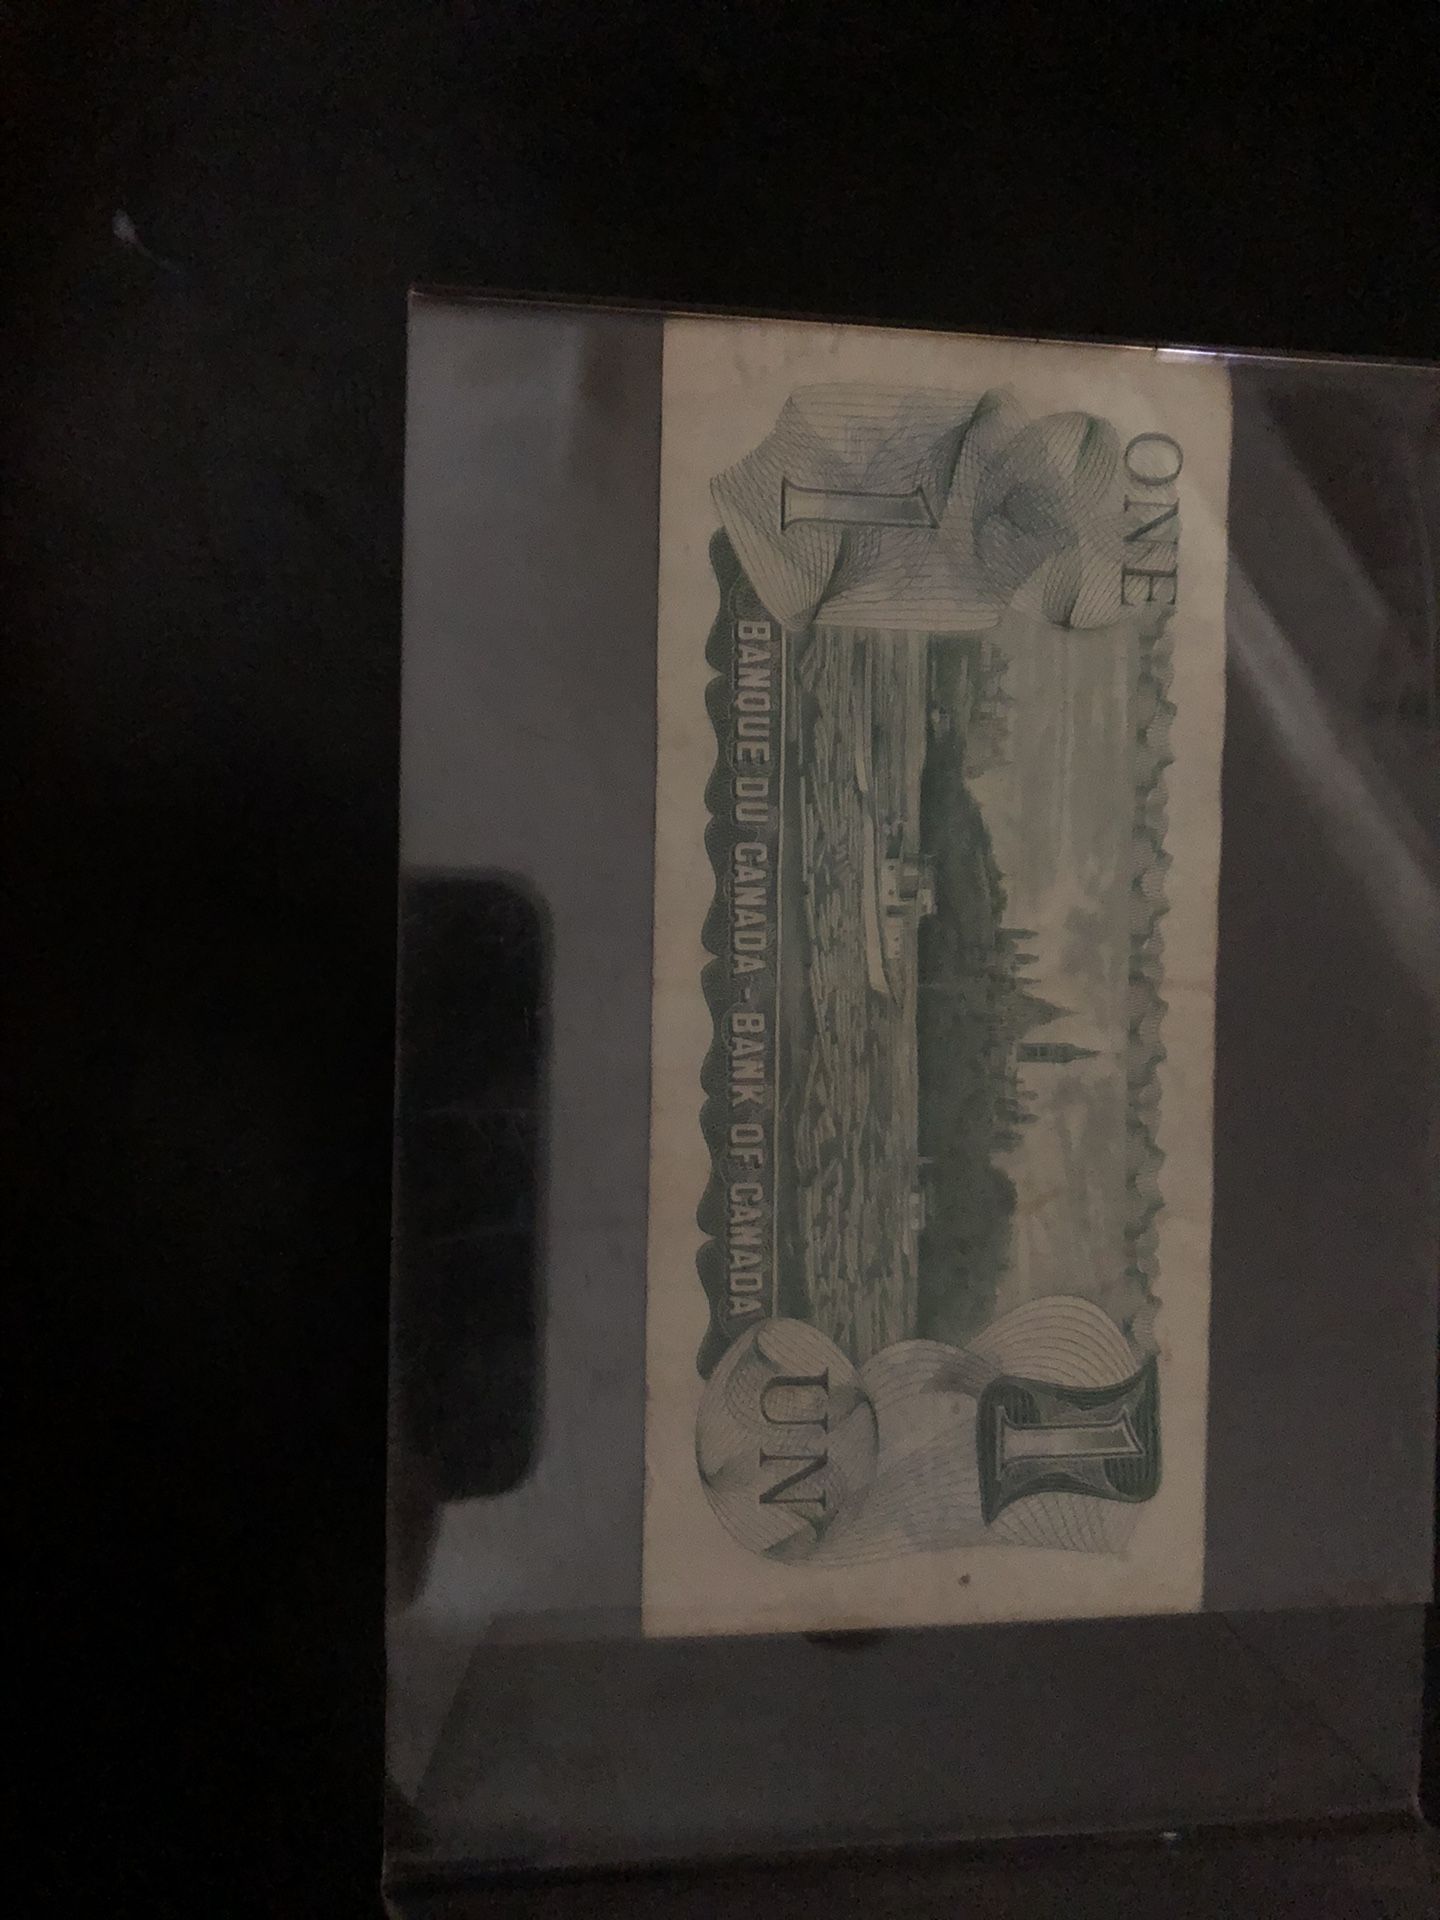 ONE
1
1
UN
BANQUE DU CANADA - BANK OF CANADA